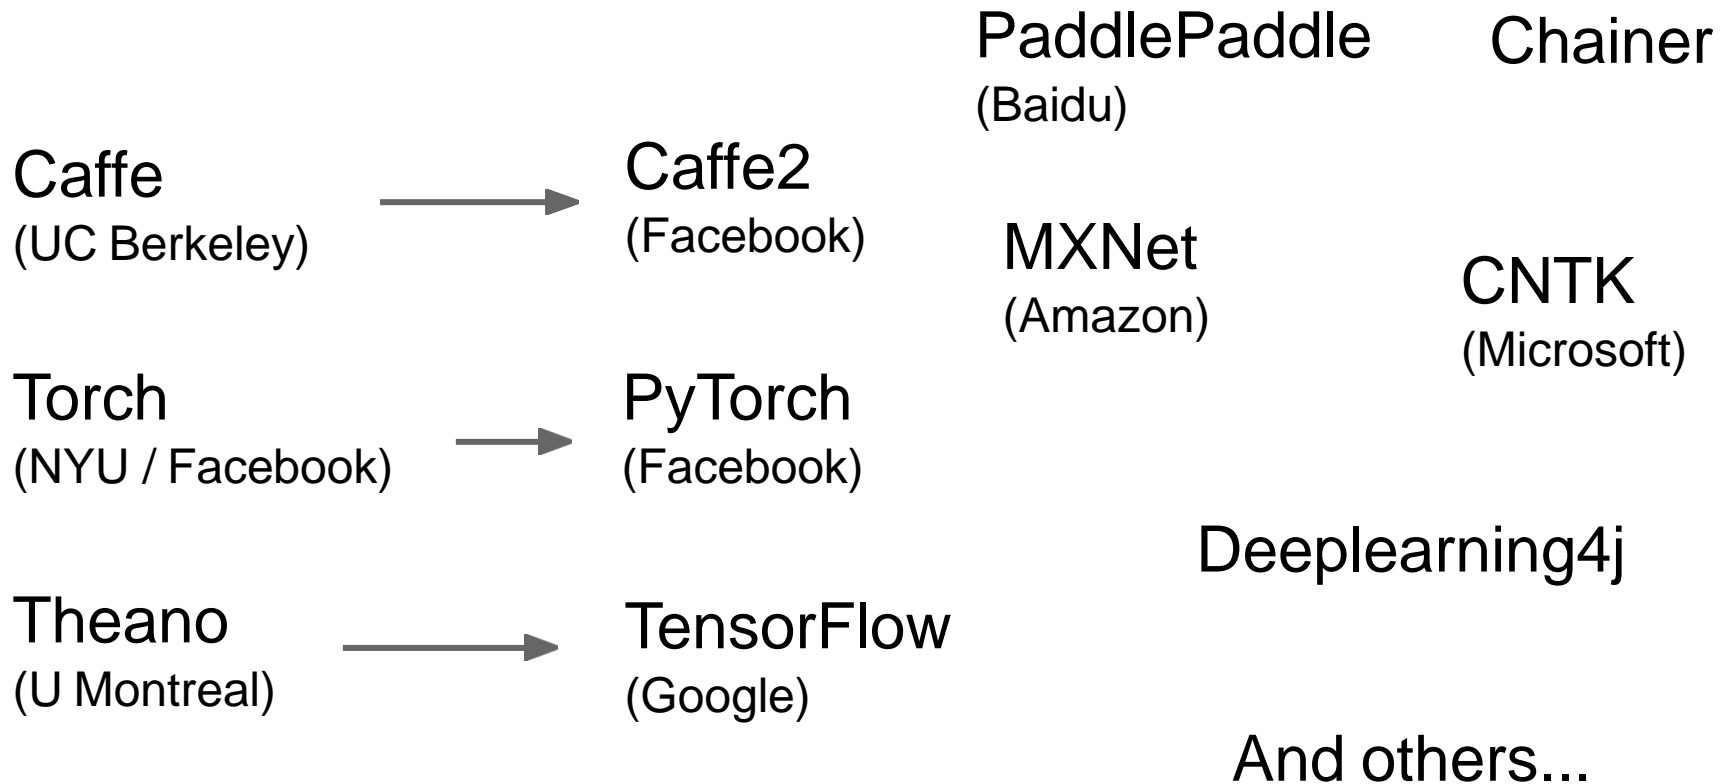 PaddlePaddle
(Baidu)
Chainer
Caffe
(UC Berkeley)
Caffe2
(Facebook)
MXNet
(Amazon)
CNTK
(Microsoft)
Torch
(NYU / Facebook)
PyTorch
(Facebook)
Deeplearning4j
Theano
(U Montreal)
TensorFlow
(Google)
And others...